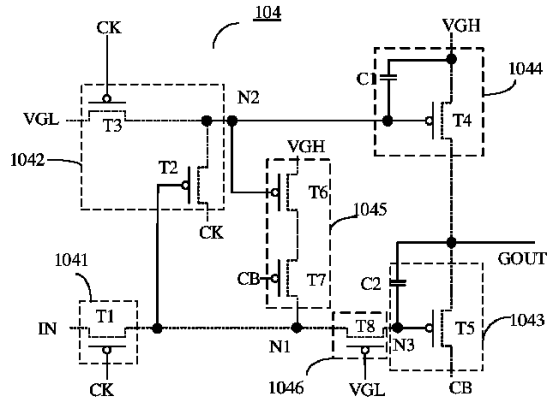 CK
104
VGH
C1
1044
N2
VGL
T3
T4
T2
VGH
1042
T6
1045
CK
1041
CB
T7
C2
GOUT
IN
T1
T8
T5
N1
N3
1043
CK
1046
VGL
CB